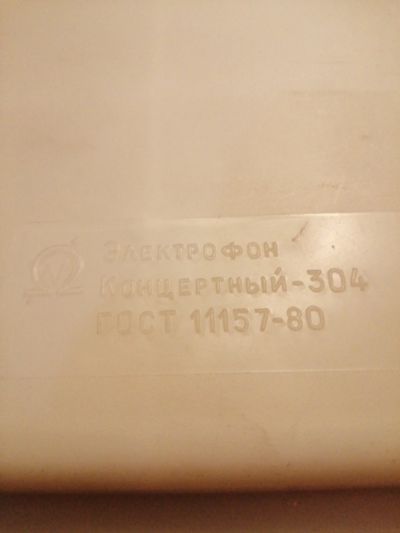 Электрофон
Концертный-304
ГОСТ 11157-80